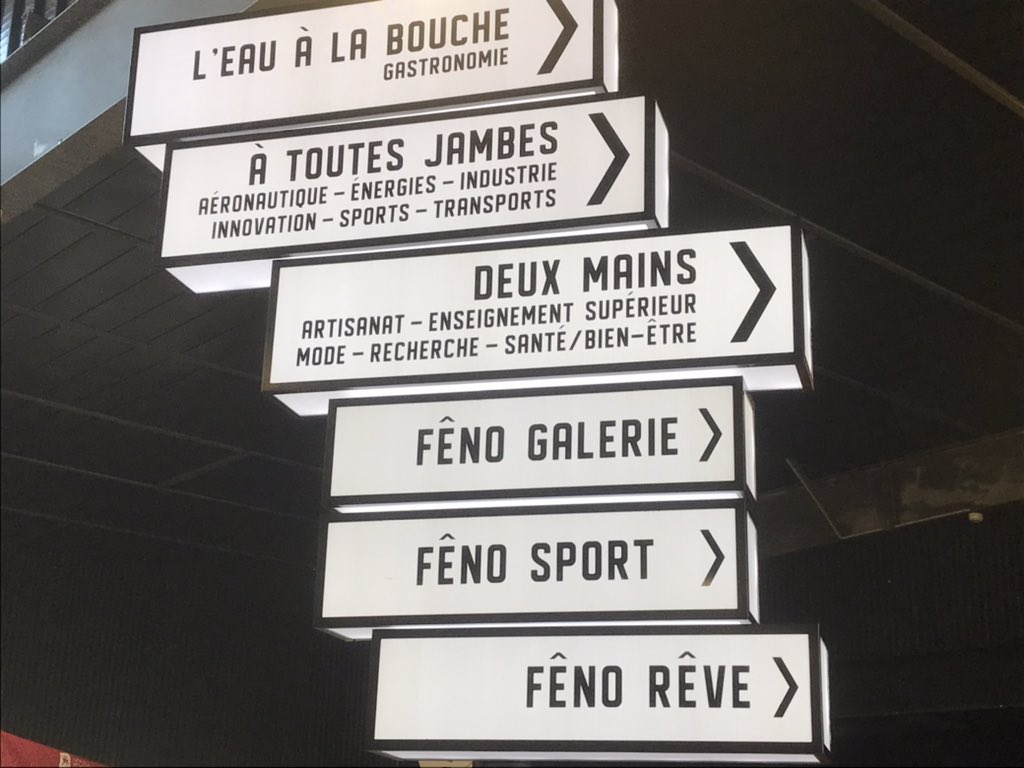 L'EAU À LA BOUCHE
GASTRONOMIE
À TOUTES JAMBES
AÉRONAUTIQUE – ÉNERGIES – INDUSTRIE
INNOVATION – SPORTS – TRANSPORTS
DEUX MAINS
ARTISANAT – ENSEIGNEMENT SUPÉRIEUR
MODE – RECHERCHE – SANTÉ/BIEN-ÊTRE
FÊNO GALERIE
FÊNO SPORT
FÊNO RÊVE